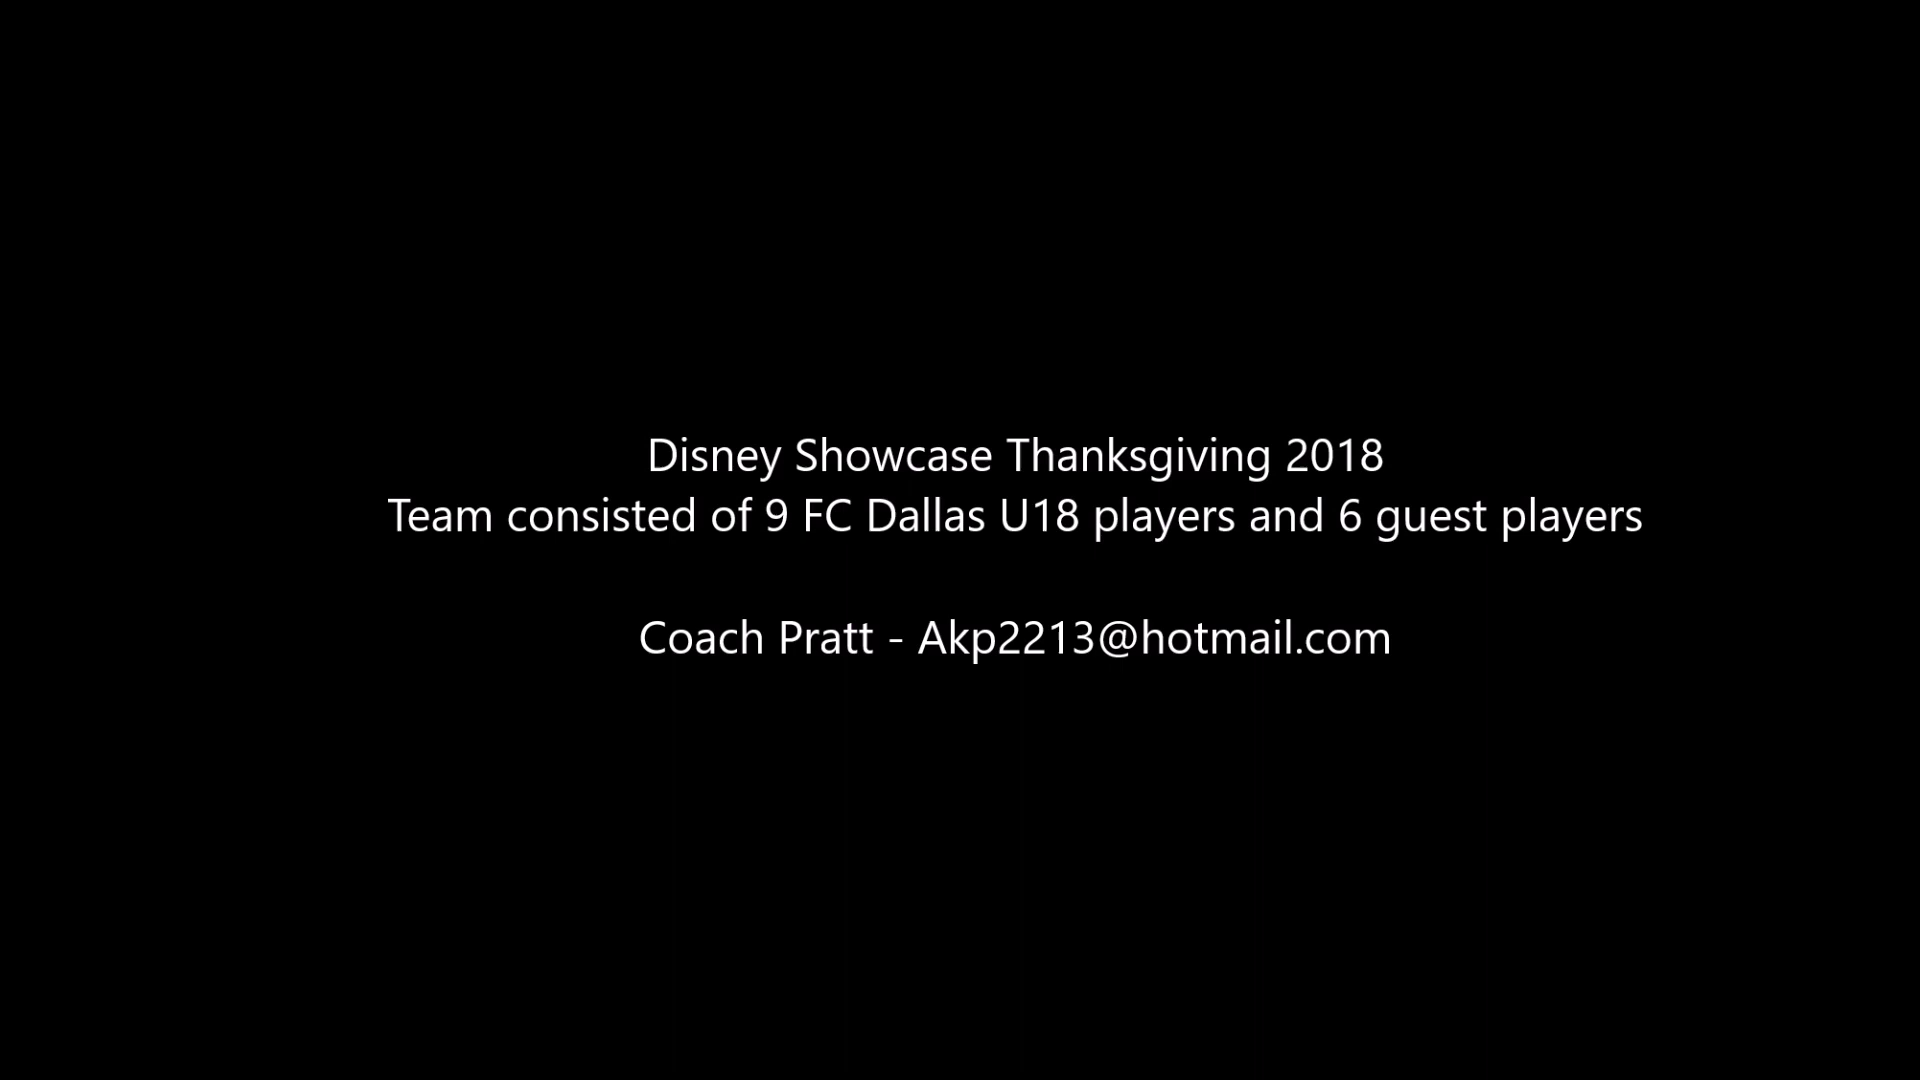 Disney Showcase Thanksgiving 2018
Team consisted of 9 FC Dallas U18 players and 6 guest players
Coach Pratt - Akp2213@hotmail.com